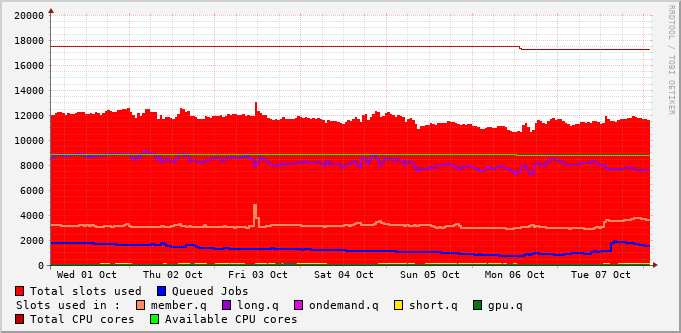 20000
18000
16000
14000
12000
10000
8000
6000
4000
2000
0
Wed 01 Oct Thu 02 Oct Fri 03 Oct Sat 04 Oct Sun 05 Oct Mon 06 Oct Tue 07 Oct
Total slots used Queued Jobs
Slots used in : member.q long.q ondemand.q short.q gpu.q
Total CPU cores Available CPU cores
RRDTOOL / TOBI OETIKER